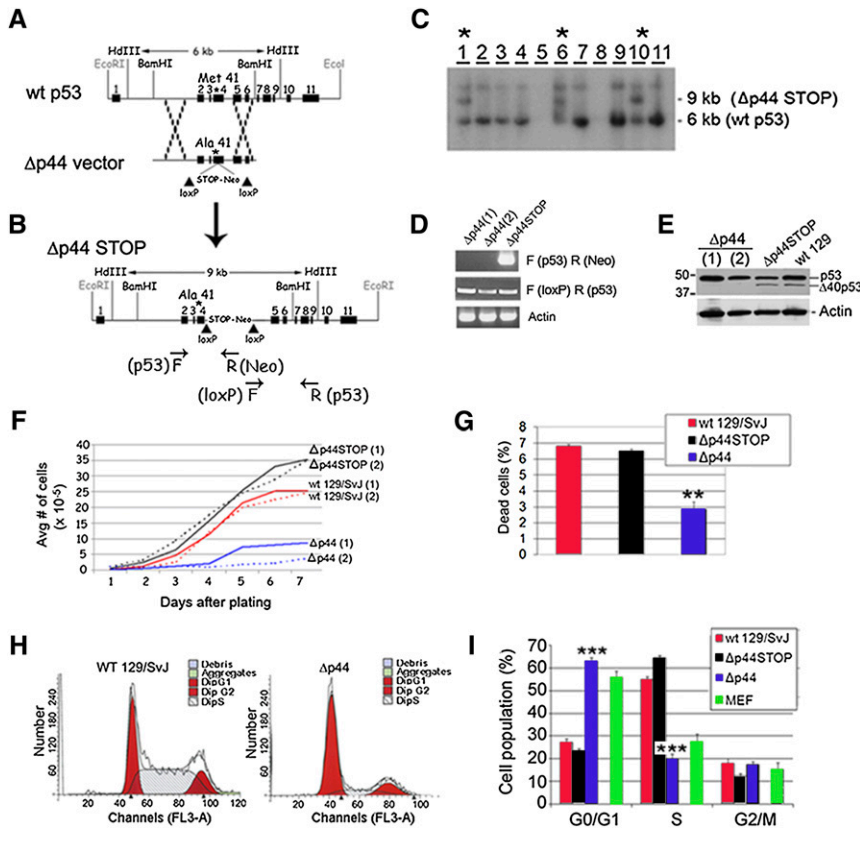 A
HdIII 6 kb HdIII
EcoRI BamHI BamHI EcoI
wt p53
Met 41
1 2 3 * 4 5 6 7 8 9 10 11
Ala 41
*
Δp44 vector
STOP-Neo
loxP loxP
B
Δp44 STOP
HdIII 9 kb HdIII
EcoRI BamHI BamHI EcoRI
Ala 41
*
1 2 3 4 STOP-Neo 5 6 7 8 9 10 11
loxP loxP
(p53) F R (Neo)
(loxP) F R (p53)
C
* * *
1 2 3 4 5 6 7 8 9 10 11
- 9 kb (Δp44 STOP)
- 6 kb (wt p53)
D
Δp44(1) Δp44(2) Δp44STOP
F (p53) R (Neo)
F (loxP) R (p53)
Actin
E
Δp44
(1) (2) Δp44STOP wt 129
50- p53
37- Δ40p53
- Actin
F
Avg # of cells
(x 10⁻⁵)
40
35
30
25
20
15
10
5
0
1 2 3 4 5 6 7
Days after plating
Δp44STOP (1)
Δp44STOP (2)
wt 129/SvJ (1)
wt 129/SvJ (2)
Δp44 (1)
Δp44 (2)
G
Dead cells (%)
8
7
6
5
4
3
2
1
0
wt 129/SvJ
Δp44STOP
Δp44
**
H
WT 129/SvJ
Debris
Aggregates
DipG1
Dip G2
DipS
Number
240
180
120
60
20 40 60 80 100 120
Channels (FL3-A)
Δp44
Debris
Aggregates
DipG1
Dip G2
DipS
Number
240
180
120
60
20 40 60 80 100
Channels (FL3-A)
I
Cell population (%)
70
60
50
40
30
20
10
0
***
***
wt 129/SvJ
Δp44STOP
Δp44
MEF
G0/G1 S G2/M